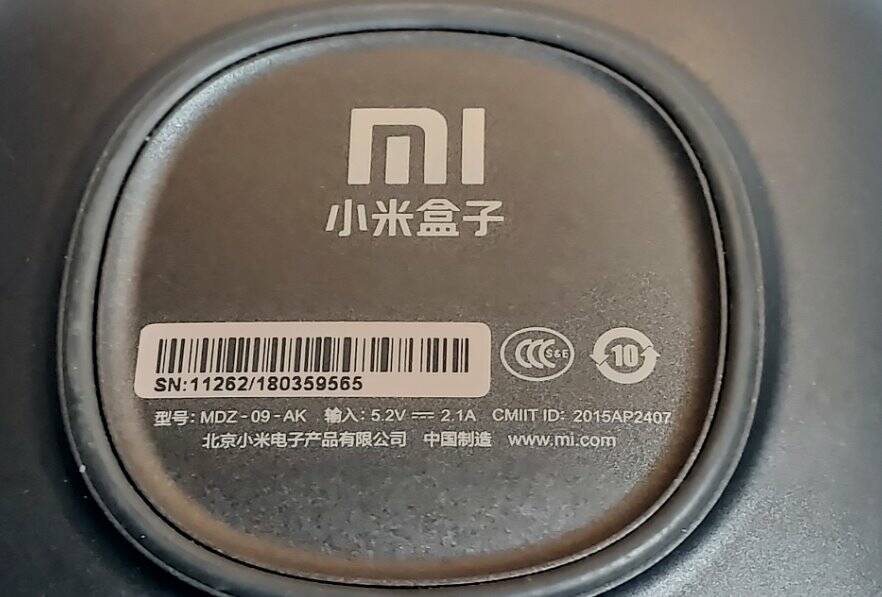 mi
小米盒子
SN:11262/180359565
CCC S&E
10
型号: MDZ-09-AK 输入: 5.2V ⎓ 2.1A CMIIT ID: 2015AP2407
北京小米电子产品有限公司 中国制造 www.mi.com